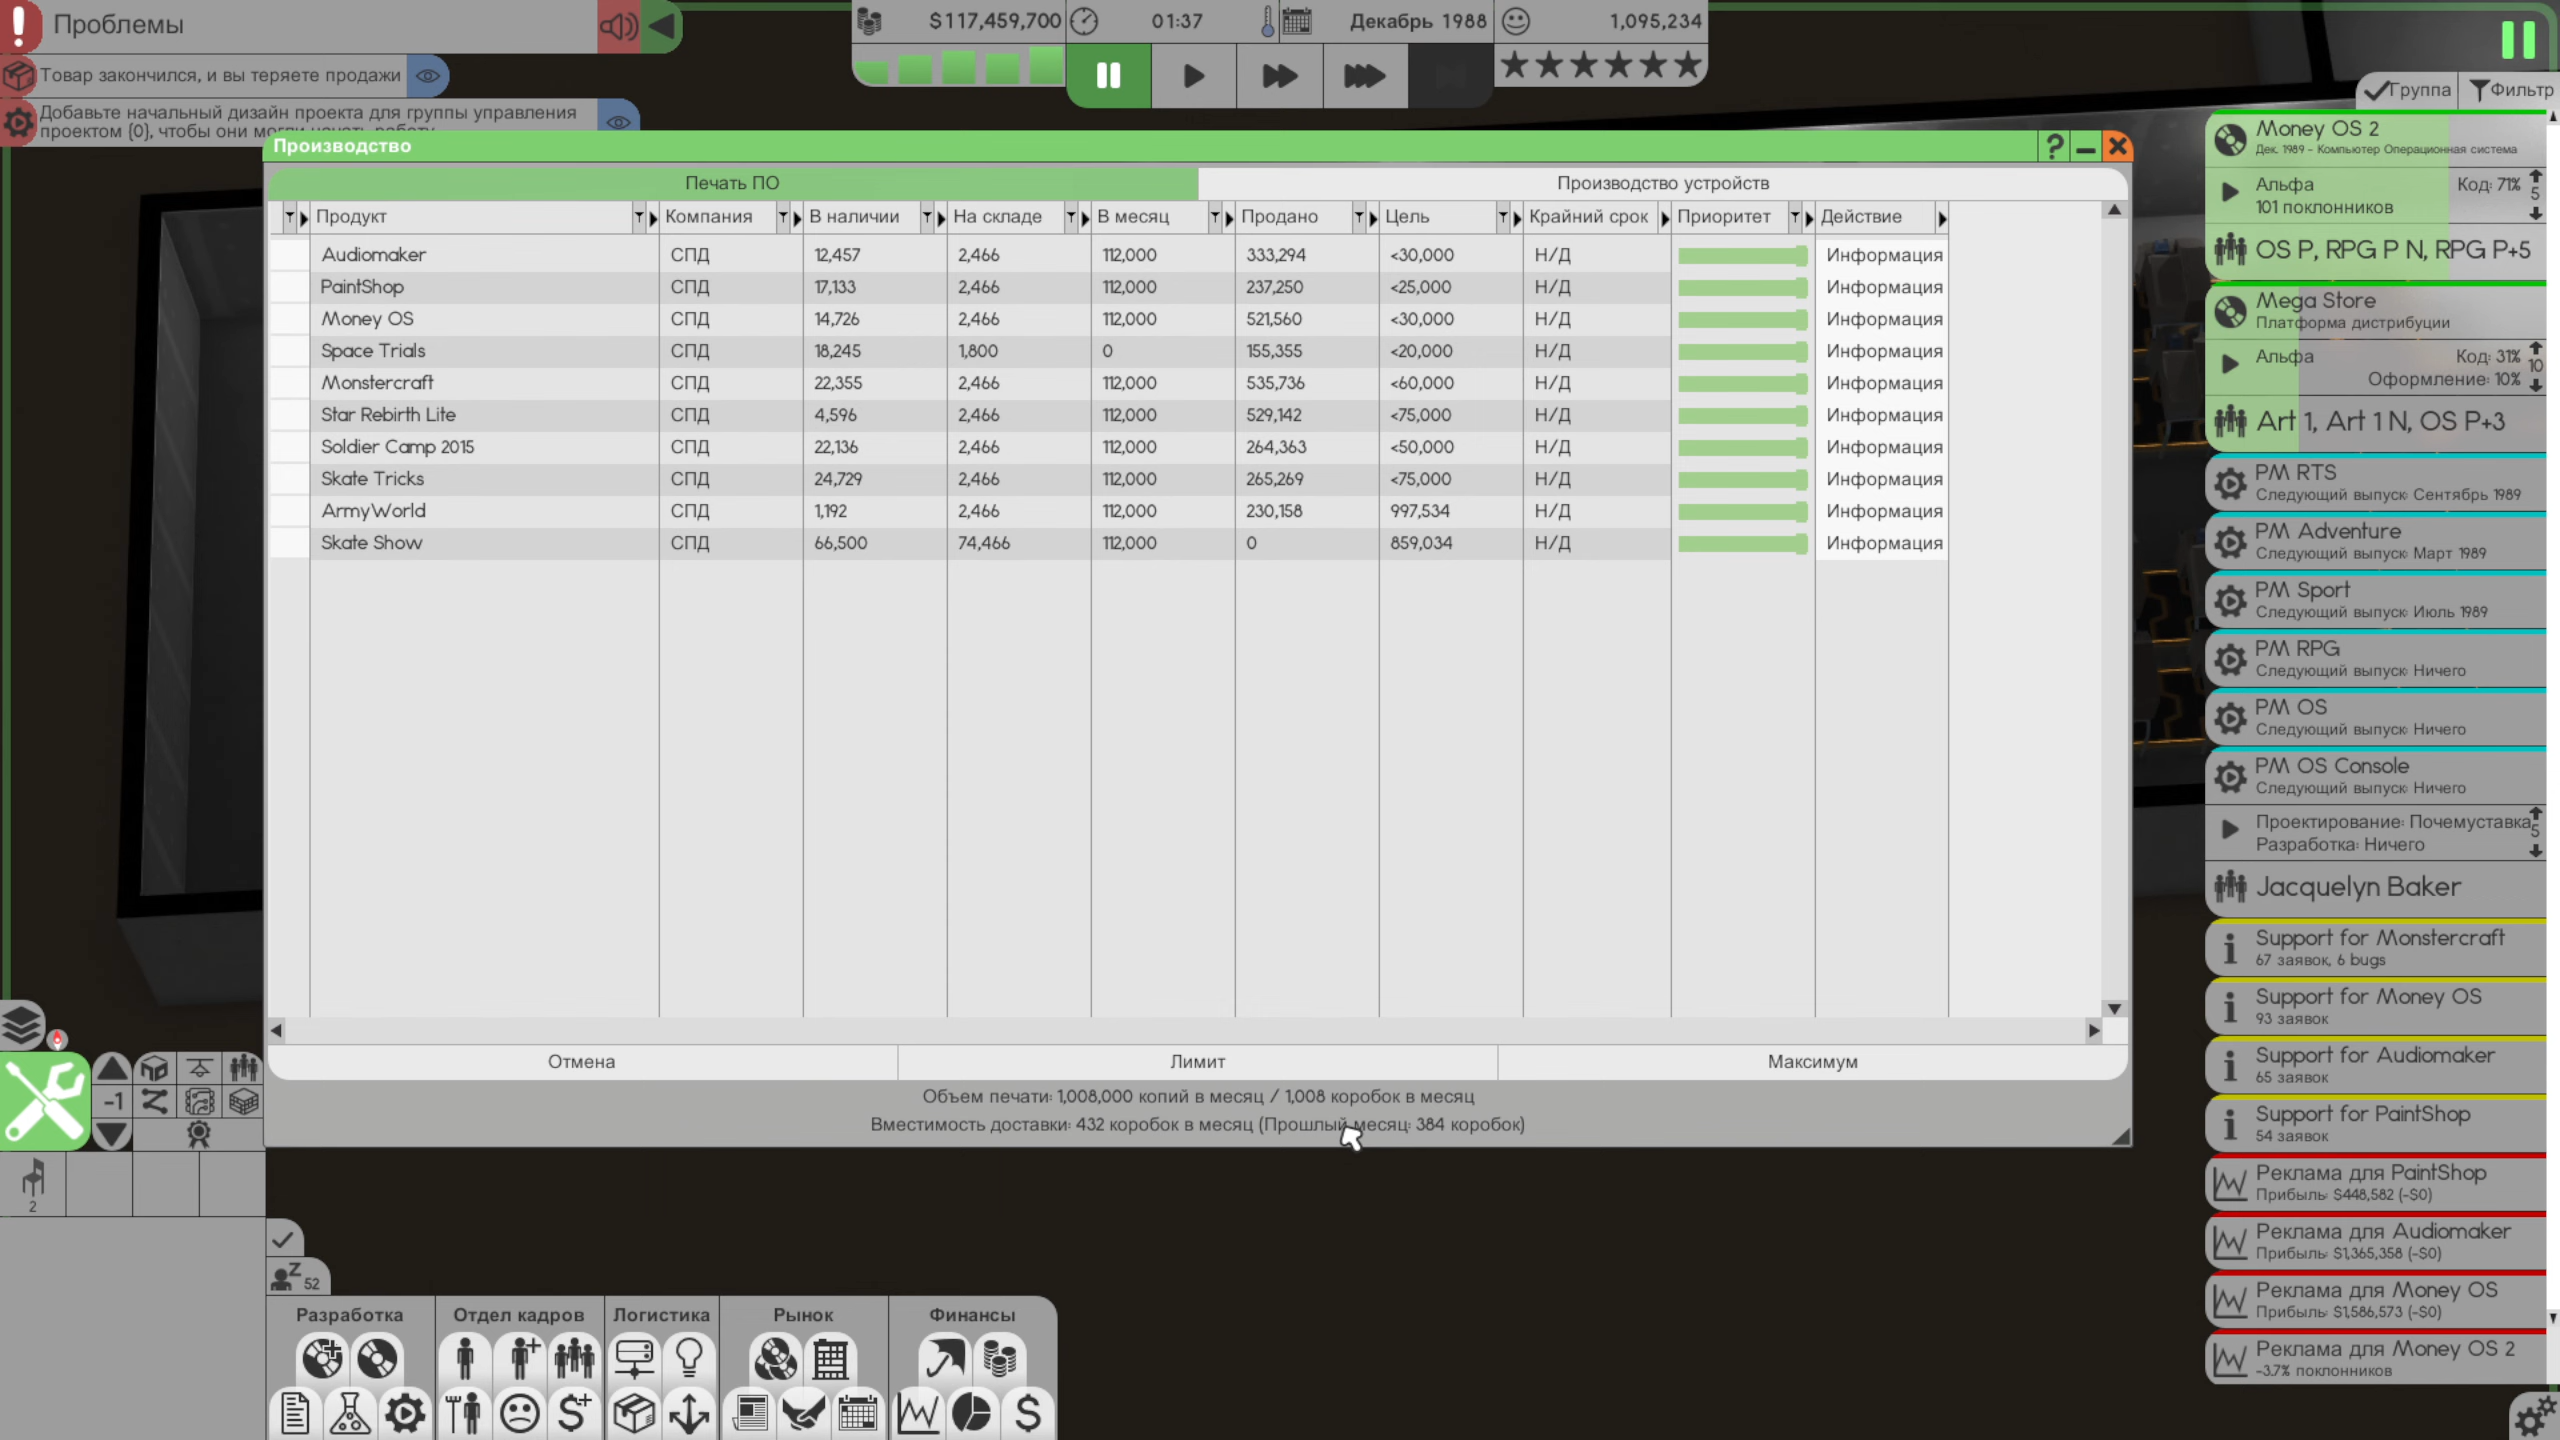 Проблемы
Товар закончился, и вы теряете продажи
Добавьте начальный дизайн проекта для группы управления
проектом {0}, чтобы они могли начать работу
$117,459,700
01:37
Декабрь 1988
1,095,234
Группа
Фильтр
Производство
?
Печать ПО
Производство устройств
Продукт Компания В наличии На складе В месяц Продано Цель Крайний срок Приоритет Действие
Audiomaker СПД 12,457 2,466 112,000 333,294 <30,000 Н/Д Информация
PaintShop СПД 17,133 2,466 112,000 237,250 <25,000 Н/Д Информация
Money OS СПД 14,726 2,466 112,000 521,560 <30,000 Н/Д Информация
Space Trials СПД 18,245 1,800 0 155,355 <20,000 Н/Д Информация
Monstercraft СПД 22,355 2,466 112,000 535,736 <60,000 Н/Д Информация
Star Rebirth Lite СПД 4,596 2,466 112,000 529,142 <75,000 Н/Д Информация
Soldier Camp 2015 СПД 22,136 2,466 112,000 264,363 <50,000 Н/Д Информация
Skate Tricks СПД 24,729 2,466 112,000 265,269 <75,000 Н/Д Информация
ArmyWorld СПД 1,192 2,466 112,000 230,158 997,534 Н/Д Информация
Skate Show СПД 66,500 74,466 112,000 0 859,034 Н/Д Информация
Отмена
Лимит
Максимум
Объем печати: 1,008,000 копий в месяц / 1,008 коробок в месяц
Вместимость доставки: 432 коробок в месяц (Прошлый месяц: 384 коробок)
Money OS 2
Дек. 1989 - Компьютер Операционная система
Альфа
Код: 71%
5
101 поклонников
OS P, RPG P N, RPG P+5
Mega Store
Платформа дистрибуции
Альфа
Код: 31%
10
Оформление: 10%
Art 1, Art 1 N, OS P+3
PM RTS
Следующий выпуск: Сентябрь 1989
PM Adventure
Следующий выпуск: Март 1989
PM Sport
Следующий выпуск: Июль 1989
PM RPG
Следующий выпуск: Ничего
PM OS
Следующий выпуск: Ничего
PM OS Console
Следующий выпуск: Ничего
Проектирование: Почемуставка
5
Разработка: Ничего
Jacquelyn Baker
Support for Monstercraft
67 заявок, 6 bugs
Support for Money OS
93 заявок
Support for Audiomaker
65 заявок
Support for PaintShop
54 заявок
Реклама для PaintShop
Прибыль: $448,582 (-$0)
Реклама для Audiomaker
Прибыль: $1,365,358 (-$0)
Реклама для Money OS
Прибыль: $1,586,573 (-$0)
Реклама для Money OS 2
-3.7% поклонников
-1
2
Z 52
Разработка
Отдел кадров
Логистика
Рынок
Финансы